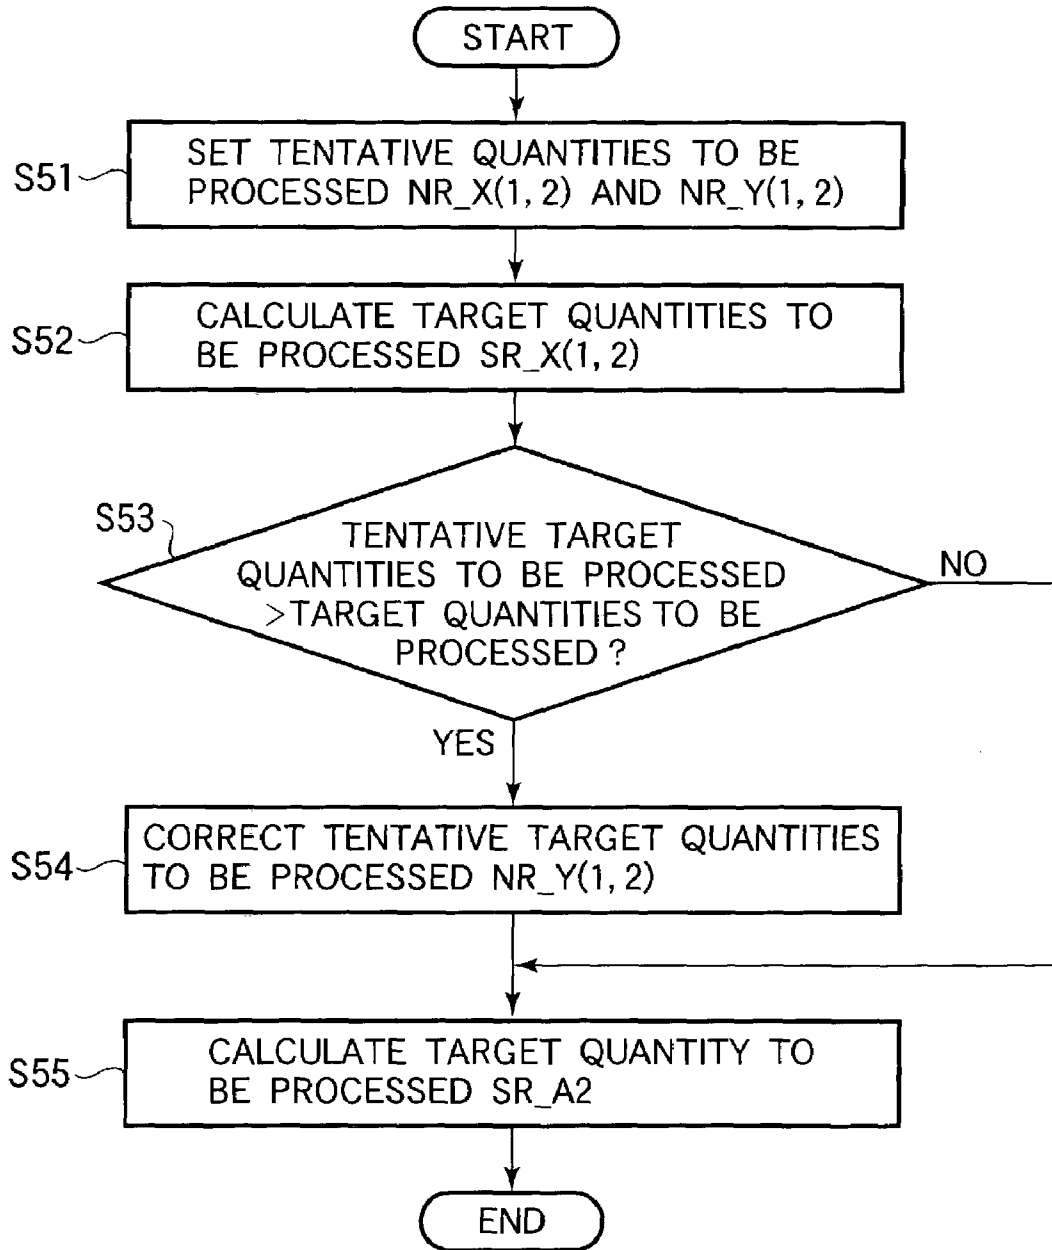 START
S51
SET TENTATIVE QUANTITIES TO BE
PROCESSED NR_X(1, 2) AND NR_Y(1, 2)
S52
CALCULATE TARGET QUANTITIES TO
BE PROCESSED SR_X(1, 2)
S53
TENTATIVE TARGET
QUANTITIES TO BE PROCESSED
>TARGET QUANTITIES TO BE
PROCESSED ?
NO
YES
S54
CORRECT TENTATIVE TARGET QUANTITIES
TO BE PROCESSED NR_Y(1, 2)
S55
CALCULATE TARGET QUANTITY TO
BE PROCESSED SR_A2
END